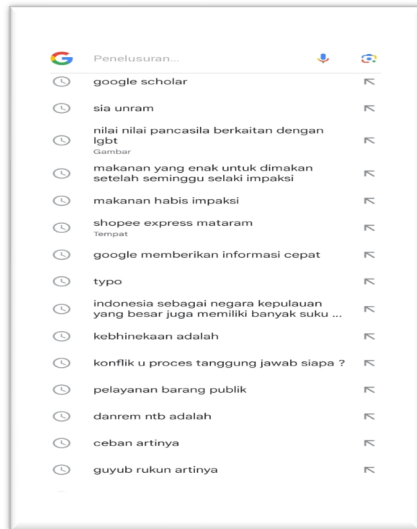 Penelusuran...
google scholar
sia unram
nilai nilai pancasila berkaitan dengan
lgbt
Gambar
makanan yang enak untuk dimakan
setelah seminggu selaki impaksi
makanan habis impaksi
shopee express mataram
Tempat
google memberikan informasi cepat
typo
indonesia sebagai negara kepulauan
yang besar juga memiliki banyak suku ...
kebhinekaan adalah
konflik u proces tanggung jawab siapa ?
pelayanan barang publik
danrem ntb adalah
ceban artinya
guyub rukun artinya